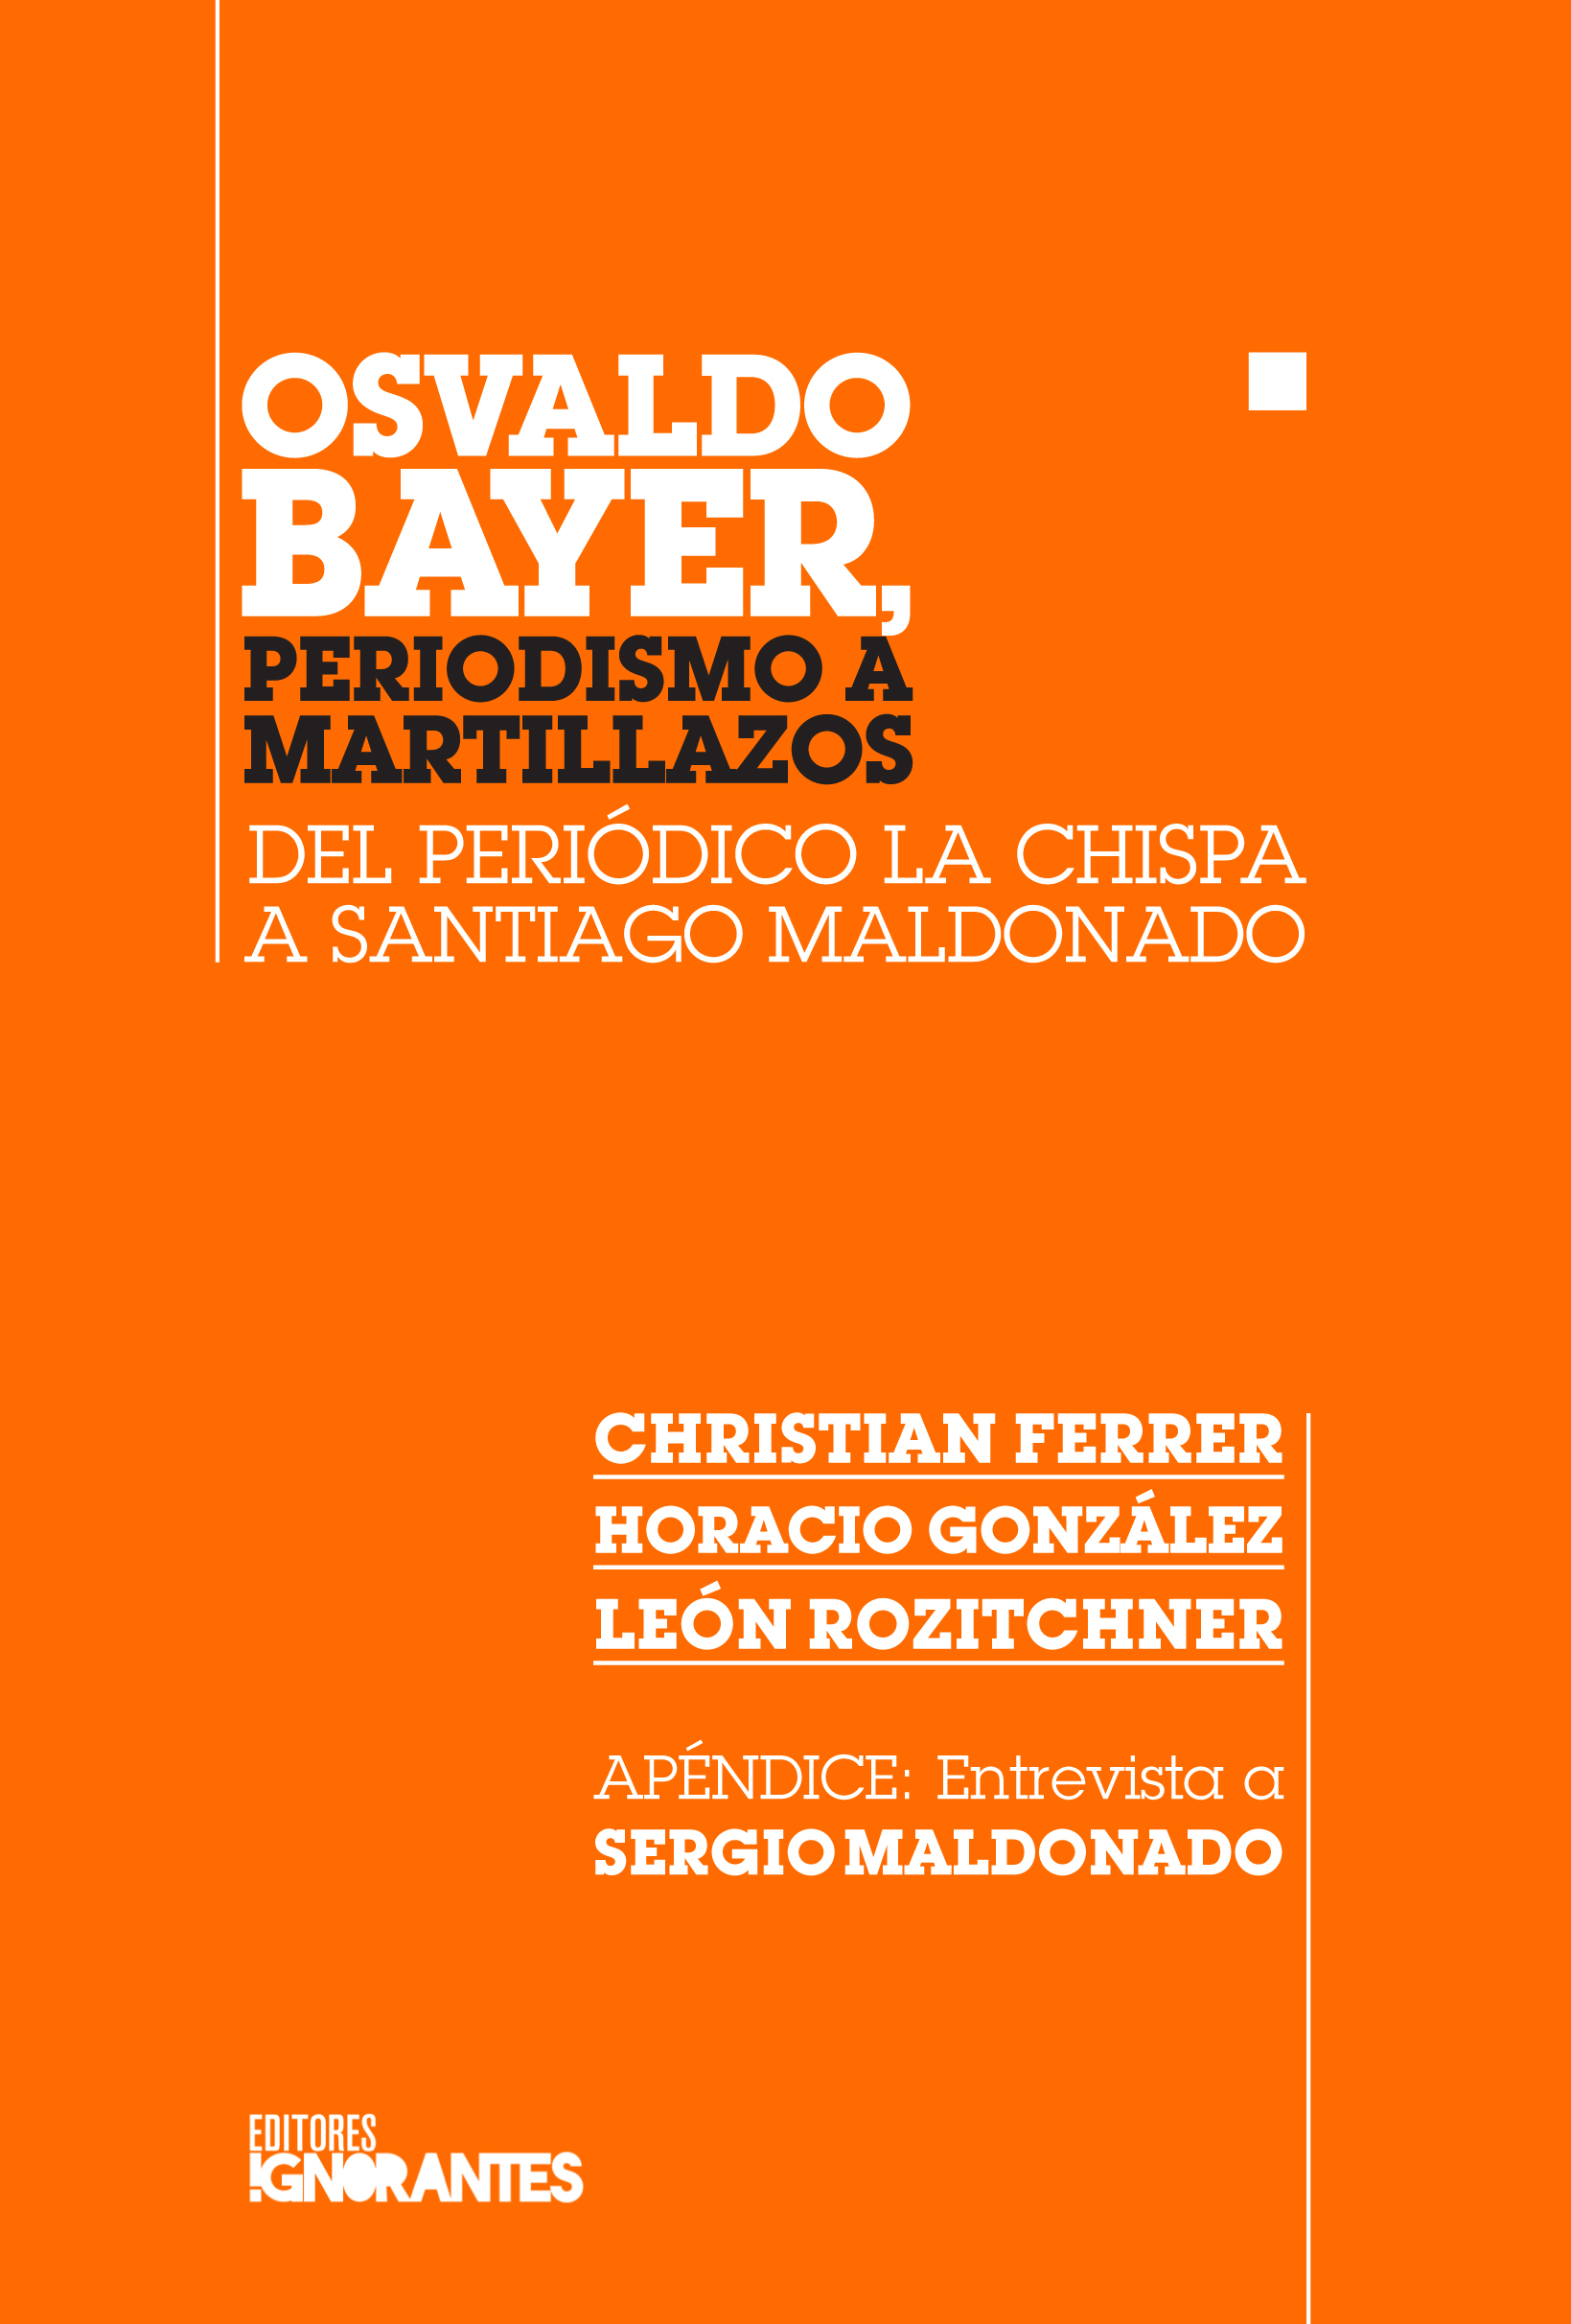 OSVALDO
BAYER,
PERIODISMO A
MARTILLAZOS
DEL PERIÓDICO LA CHISPA
A SANTIAGO MALDONADO
CHRISTIAN FERRER
HORACIO GONZÁLEZ
LEÓN ROZITCHNER
APÉNDICE: Entrevista a
SERGIO MALDONADO
EDITORES
IGNORANTES